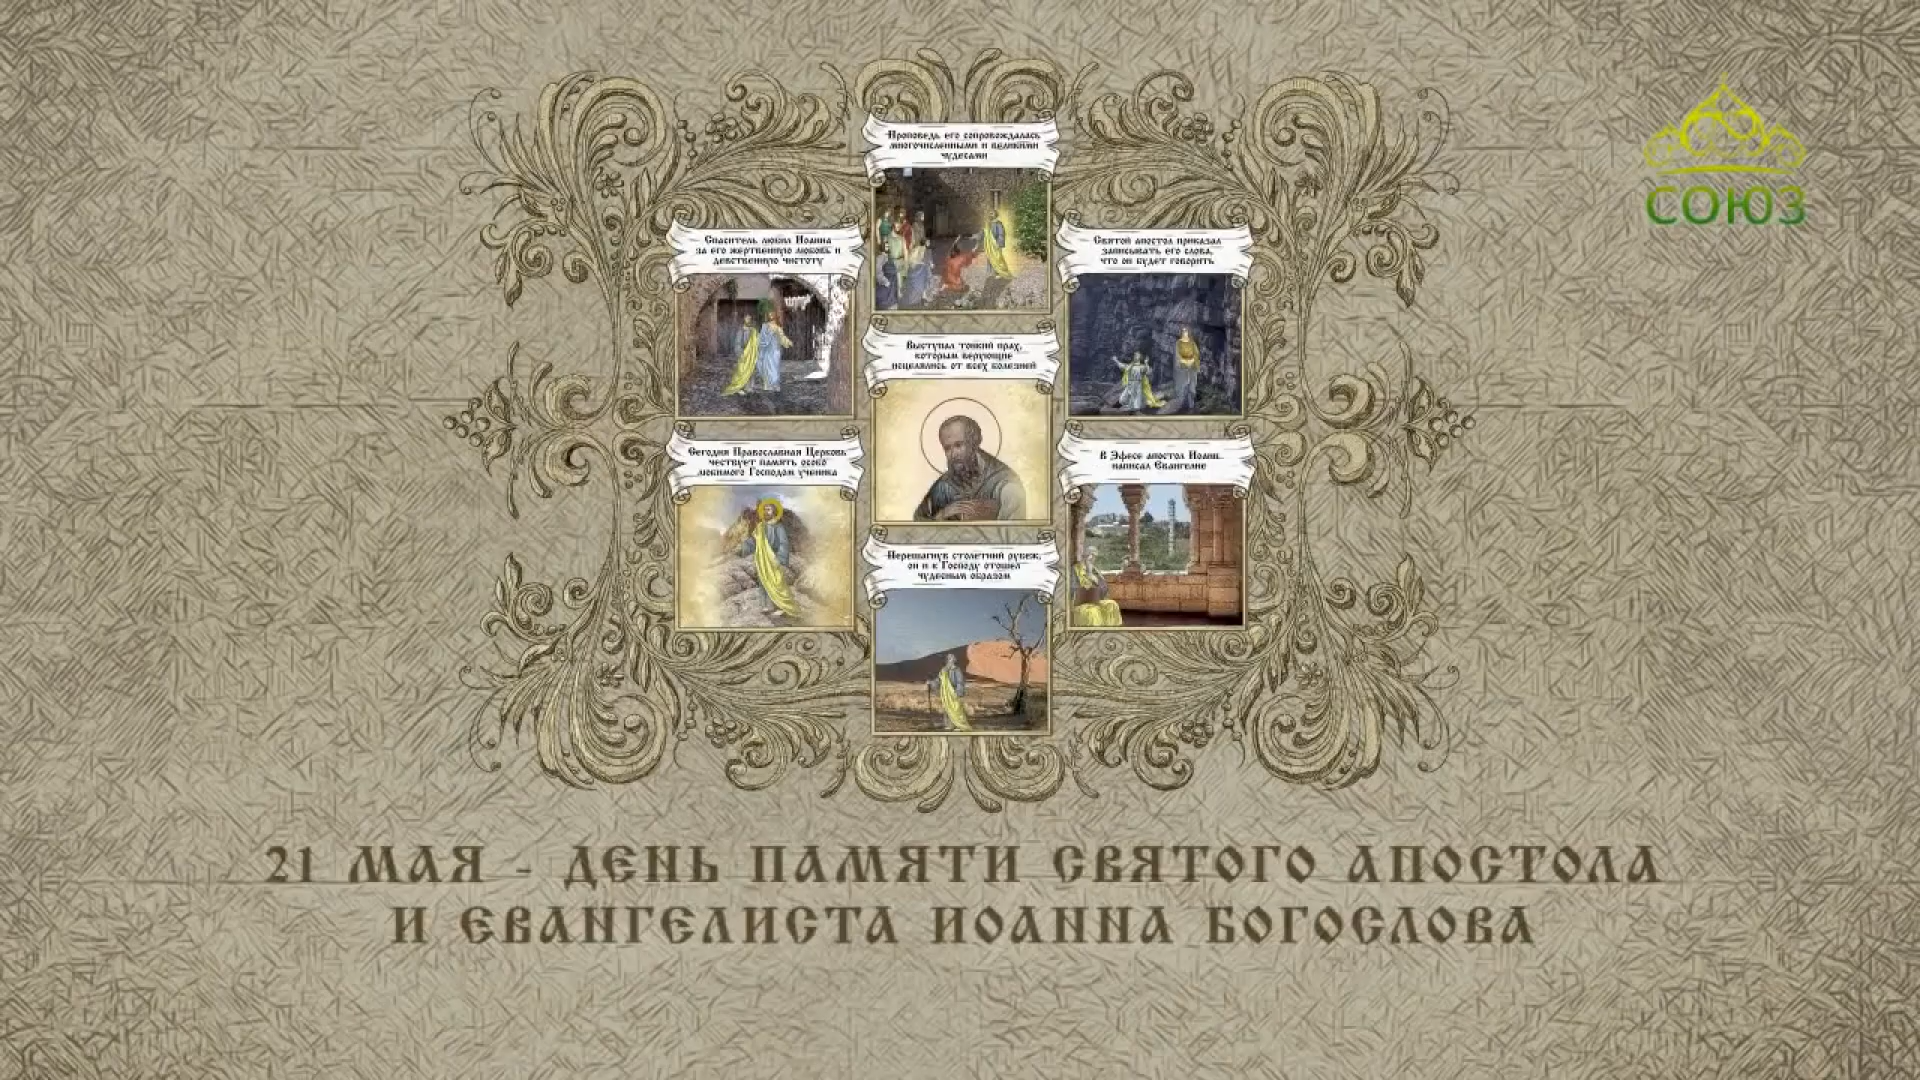 Проповедь его сопровождалась
многочисленными и великими
чудесами
СОЮЗ
Спаситель любил Иоанна
за его жертвенную любовь и
девственную чистоту
Святой апостол приказал
записывать его слова,
что он будет говорить
Выступал тонкий прах,
которым верующие
исцелялись от всех болезней
Сегодня Православная Церковь
чествует память особо
любимого Господом ученика
В Эфесе апостол Иоанн
написал Евангелие
Перешагнув столетний рубеж,
он и к Господу отошел
чудесным образом
21 МАЯ - ДЕНЬ ПАМЯТИ СВЯТОГО АПОСТОЛА
И ЕВАНГЕЛИСТА ИОАННА БОГОСЛОВА